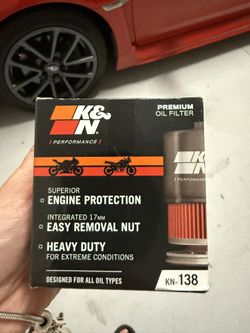 K&N
PERFORMANCE
PREMIUM
OIL FILTER
K&N
SUPERIOR
ENGINE PROTECTION
INTEGRATED 17MM
EASY REMOVAL NUT
HEAVY DUTY
FOR EXTREME CONDITIONS
DESIGNED FOR ALL OIL TYPES
KN-138